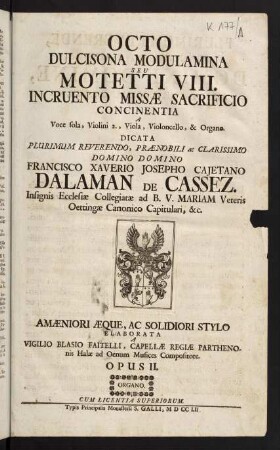 K 177/A
OCTO
DULCISONA MODULAMINA
SEU
MOTETTI VIII.
INCRUENTO MISSÆ SACRIFICIO
CONCINENTIA
A
Voce sola, Violini 2., Viola, Violoncello, & Organo.
DICATA
PLURIMUM REVERENDO, PRÆNOBILI ac CLARISSIMO
DOMINO DOMINO
FRANCISCO XAVERIO JOSEPHO CAJETANO
DALAMAN DE CASSEZ.
Insignis Ecclesiæ Collegiatæ ad B. V. MARIAM Veteris
Oettingæ Canonico Capitulari, &c.
AMÆNIORI ÆQUE, AC SOLIDIORI STYLO
ELABORATA
A
VIGILIO BLASIO FAITELLI, CAPELLÆ REGIÆ PARTHENO-
nis Halæ ad Oenum Musices Compositore.
OPUS II.
ORGANO.
CUM LICENTIA SUPERIORUM.
Typis Principalis Monasterii S. GALLI, M D CC LII.